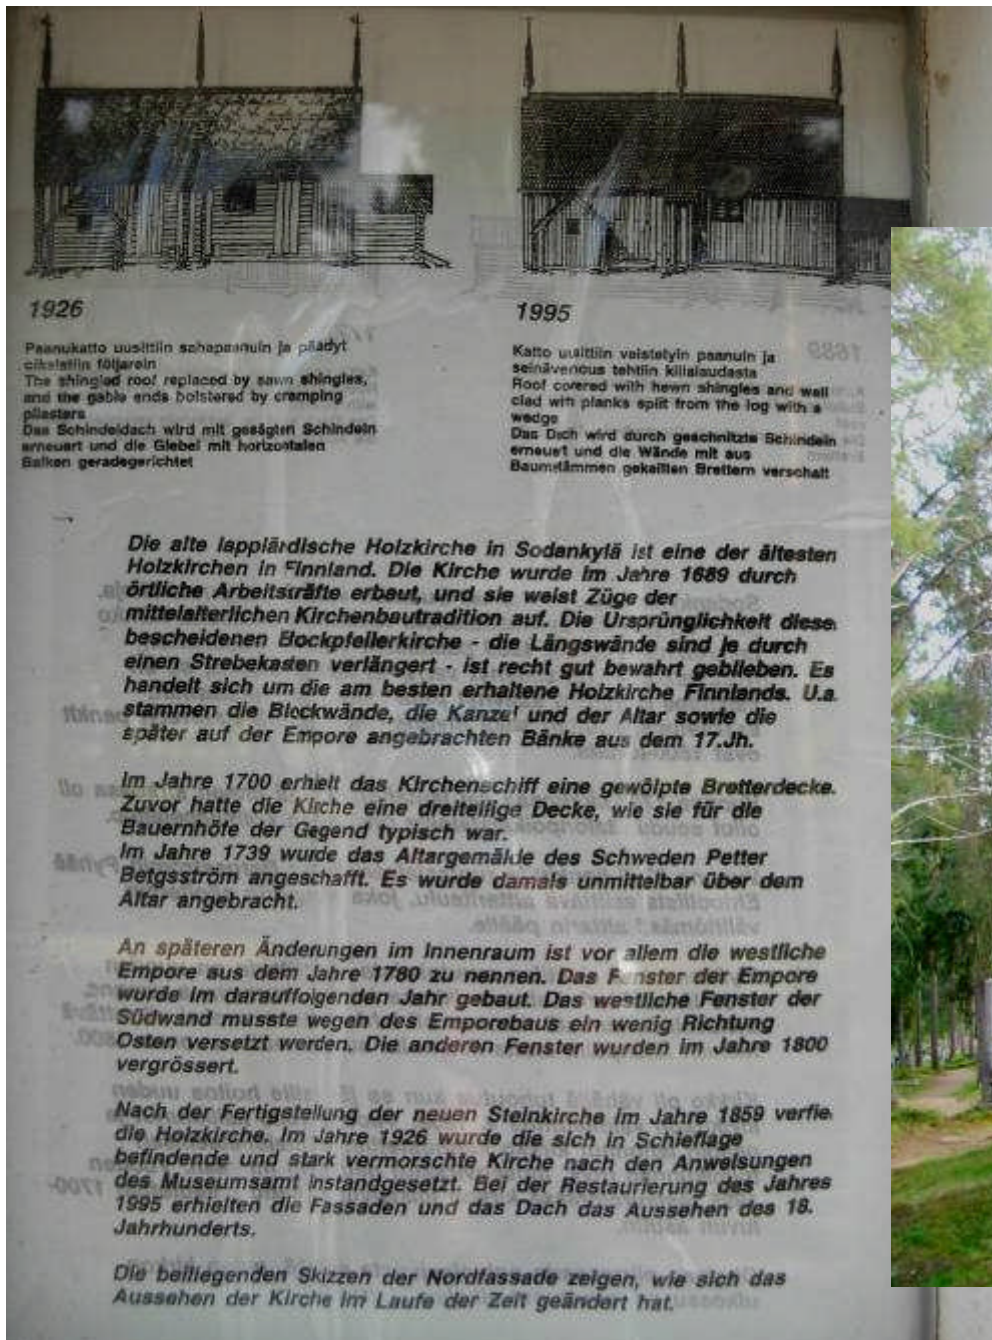 1926
1995
Paanukatto uusittiin sahapaanuin ja päädyt
oikaistiin följarein
The shingled roof replaced by sawn shingles,
and the gable ends bolstered by cramping
pilasters
Das Schindeldach wird mit gesägten Schindeln
erneuert und die Giebel mit horizontalen
Balken geradegerichtet
Katto uusittiin veistetyin paanuin ja
seinävenous tehtiin kiilalaudasta
Roof covered with hewn shingles and wall
clad with planks split from the log with a
wedge
Das Dach wird durch geschnitzte Schindeln
erneuert und die Wände mit aus
Baumstämmen gekeilten Brettern verschalt
Die alte lappländische Holzkirche in Sodankylä ist eine der ältesten
Holzkirchen in Finnland. Die Kirche wurde im Jahre 1689 durch
örtliche Arbeitskräfte erbaut, und sie weist Züge der
mittelalterlichen Kirchenbautradition auf. Die Ursprünglichkeit diese
bescheidenen Bockpfeilerkirche - die Längswände sind je durch
einen Strebekasten verlängert - ist recht gut bewahrt geblieben. Es
handelt sich um die am besten erhaltene Holzkirche Finnlands. U.a.
stammen die Blockwände, die Kanzel und der Altar sowie die
später auf der Empore angebrachten Bänke aus dem 17.Jh.
Im Jahre 1700 erhielt das Kirchenschiff eine gewölpte Bretterdecke.
Zuvor hatte die Kirche eine dreiteilige Decke, wie sie für die
Bauernhöfe der Gegend typisch war.
Im Jahre 1739 wurde das Altargemälde des Schweden Petter
Betgsström angeschafft. Es wurde damals unmittelbar über dem
Altar angebracht.
An späteren Änderungen im Innenraum ist vor allem die westliche
Empore aus dem Jahre 1780 zu nennen. Das Fenster der Empore
wurde im darauffolgenden Jahr gebaut. Das westliche Fenster der
Südwand musste wegen des Emporebaus ein wenig Richtung
Osten versetzt werden. Die anderen Fenster wurden im Jahre 1800
vergrössert.
Nach der Fertigstellung der neuen Steinkirche im Jahre 1859 verfie
die Holzkirche. Im Jahre 1926 wurde die sich in Schieflage
befindende und stark vermorschte Kirche nach den Anweisungen
des Museumsamt instandgesetzt. Bei der Restaurierung des Jahres
1995 erhielten die Fassaden und das Dach das Aussehen des 18.
Jahrhunderts.
Die beiliegenden Skizzen der Nordfassade zeigen, wie sich das
Aussehen der Kirche im Laufe der Zeit geändert hat.